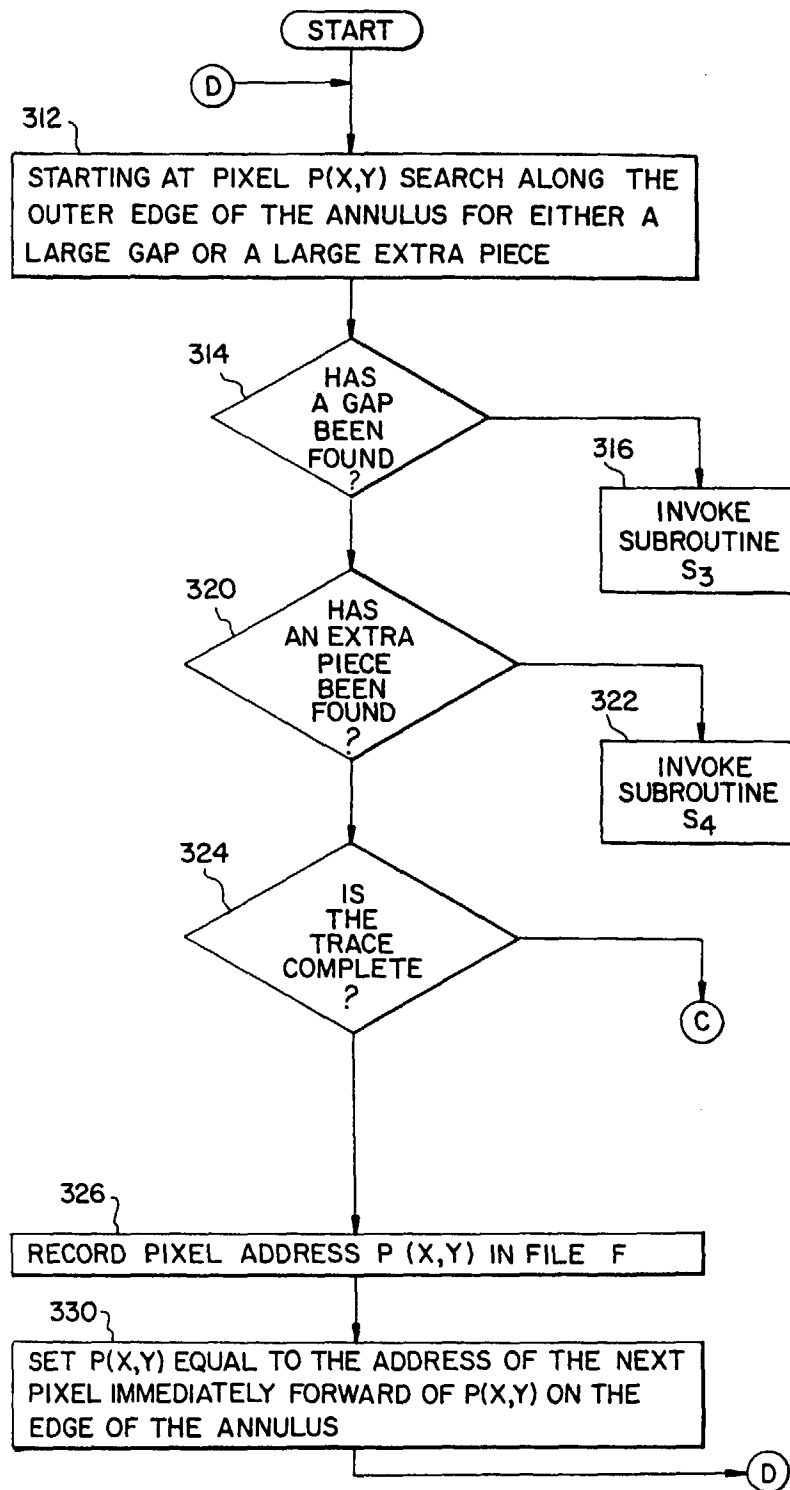 START
D
312
STARTING AT PIXEL P(X,Y) SEARCH ALONG THE
OUTER EDGE OF THE ANNULUS FOR EITHER A
LARGE GAP OR A LARGE EXTRA PIECE
314
HAS
A GAP
BEEN
FOUND
?
316
INVOKE
SUBROUTINE
S3
320
HAS
AN EXTRA
PIECE
BEEN
FOUND
?
322
INVOKE
SUBROUTINE
S4
324
IS
THE
TRACE
COMPLETE
?
C
326
RECORD PIXEL ADDRESS P (X,Y) IN FILE F
330
SET P(X,Y) EQUAL TO THE ADDRESS OF THE NEXT
PIXEL IMMEDIATELY FORWARD OF P(X,Y) ON THE
EDGE OF THE ANNULUS
D